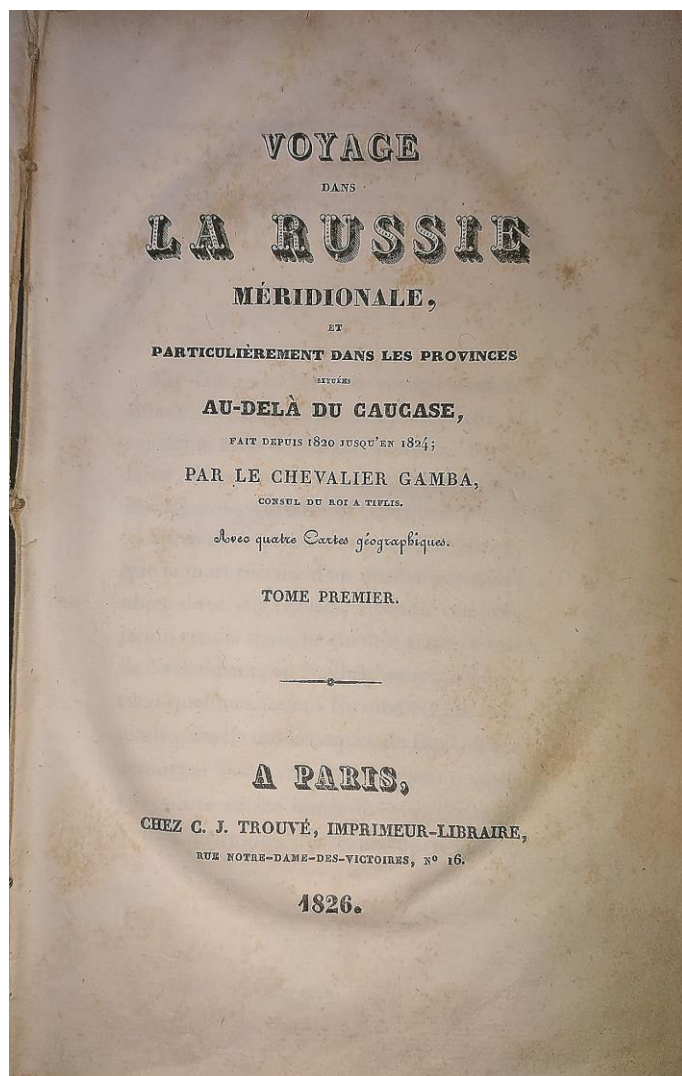 VOYAGE
DANS
LA RUSSIE
MÉRIDIONALE,
ET
PARTICULIÈREMENT DANS LES PROVINCES
SITUÉES
AU-DELÀ DU CAUCASE,
FAIT DEPUIS 1820 JUSQU'EN 1824;
PAR LE CHEVALIER GAMBA,
CONSUL DU ROI A TIFLIS.
Avec quatre Cartes géographiques.
TOME PREMIER.
A PARIS,
CHEZ C. J. TROUVÉ, IMPRIMEUR-LIBRAIRE,
RUE NOTRE-DAME-DES-VICTOIRES, Nº 16.
1826.